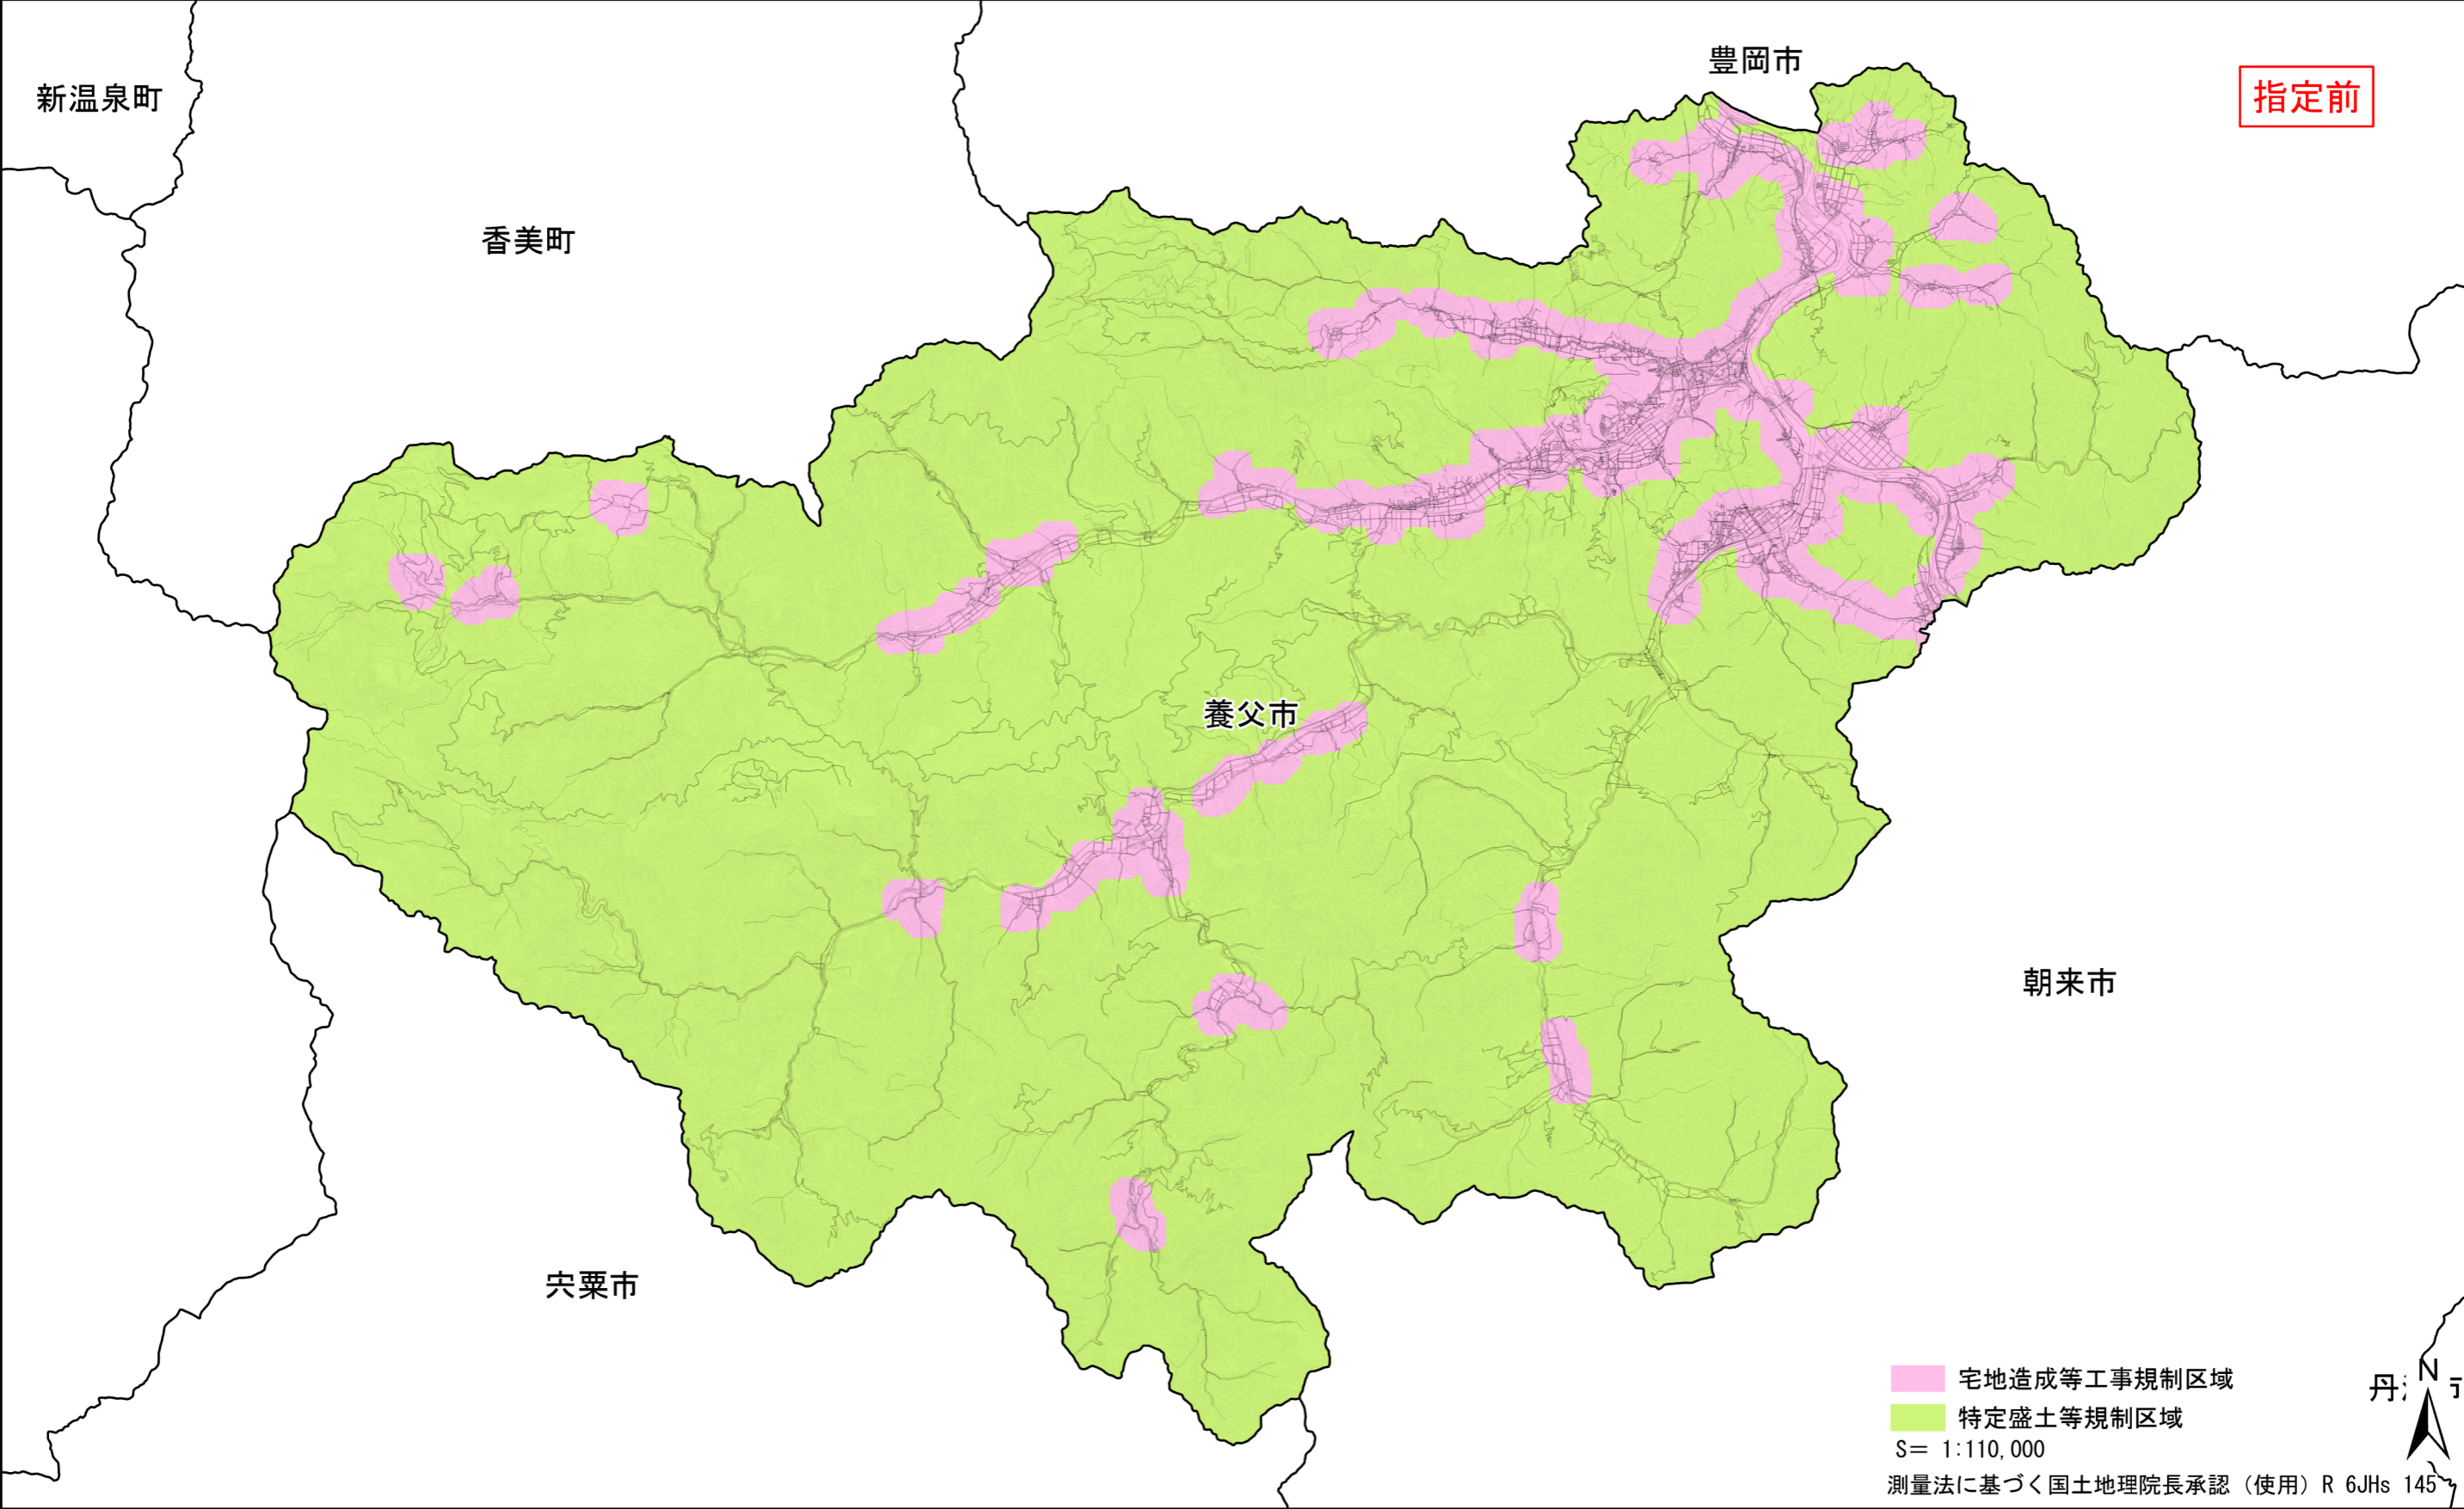 豊岡市
新温泉町
指定前
香美町
養父市
朝来市
宍粟市
宅地造成等工事規制区域
特定盛土等規制区域
S= 1:110,000
N
丹
測量法に基づく国土地理院長承認（使用）R 6JHs 145